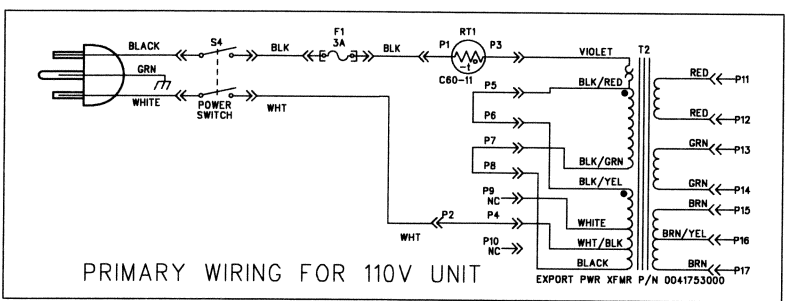 BLACK
S4
BLK
F1
3A
BLK
P1
RT1
P3
-t°
C60-11
VIOLET
T2
GRN
WHITE
POWER
SWITCH
WHT
P5
BLK/RED
P6
P7
P8
BLK/GRN
BLK/YEL
P9
NC
WHITE
P2
P4
WHT
WHT/BLK
P10
NC
BLACK
RED
P11
RED
P12
GRN
P13
GRN
P14
BRN
P15
BRN/YEL
P16
BRN
P17
PRIMARY WIRING FOR 110V UNIT
EXPORT PWR XFMR P/N 0041753000